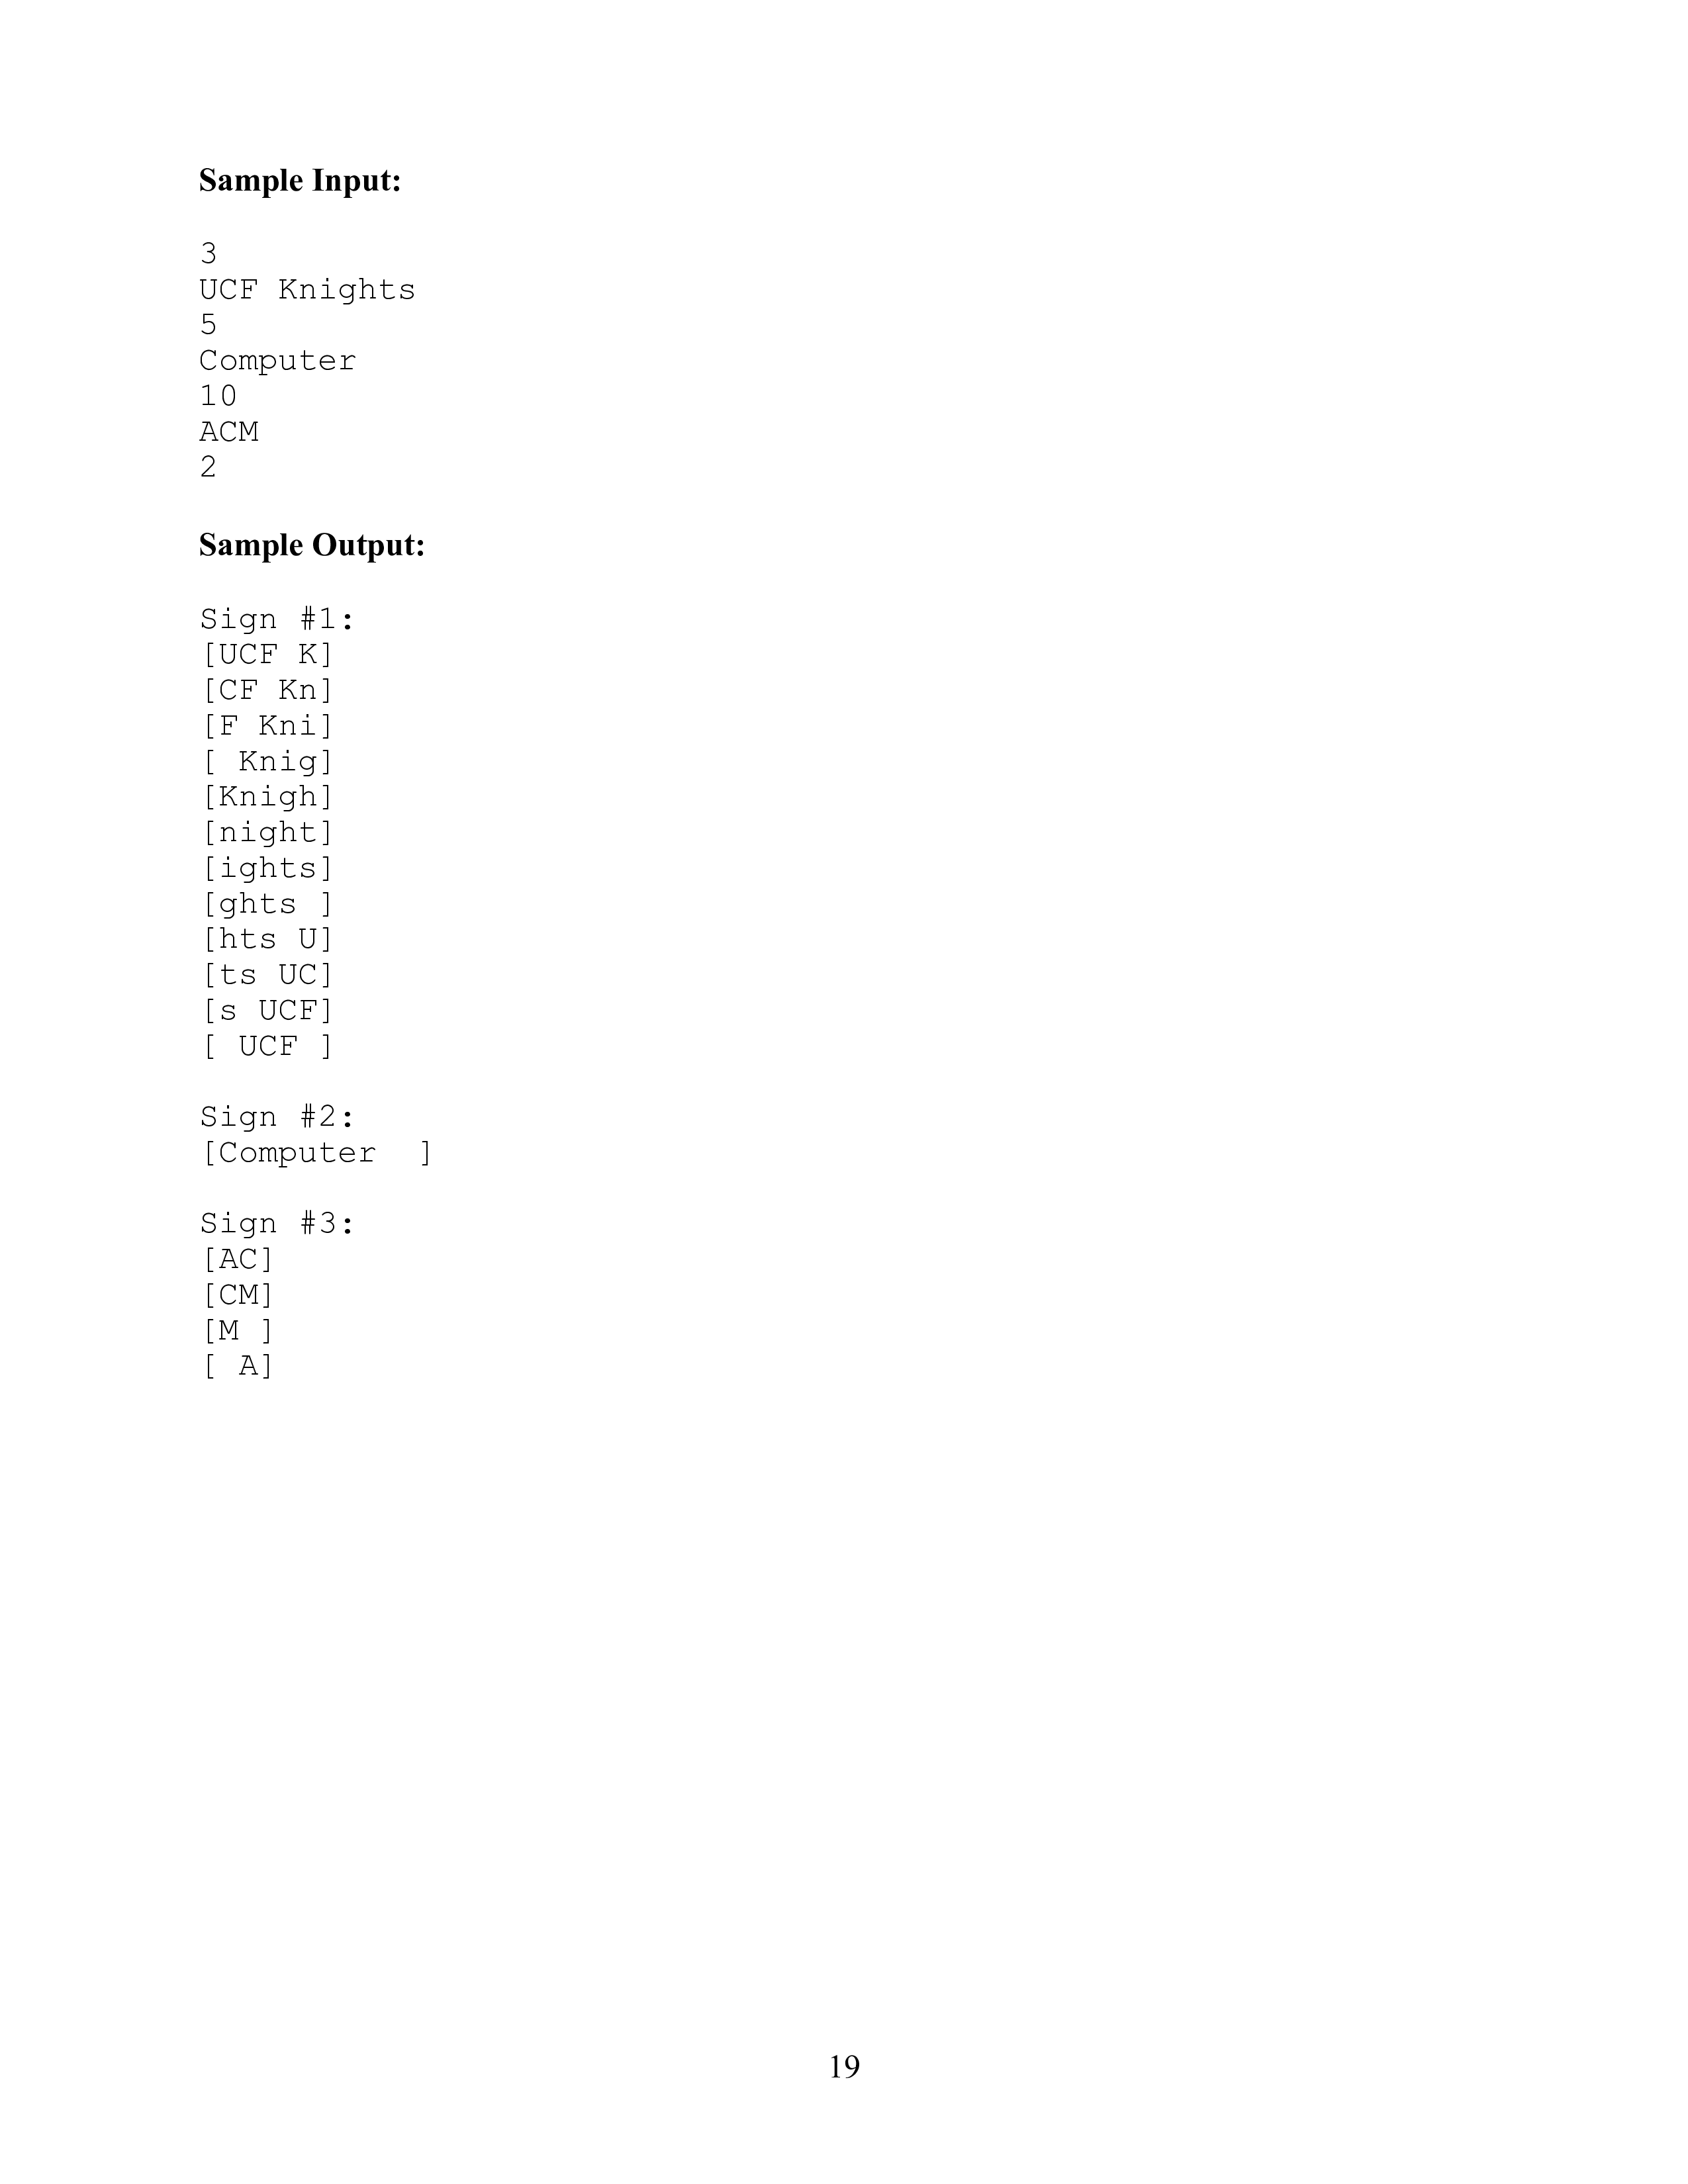 Sample Input:
3
UCF Knights
5
Computer
10
ACM
2
Sample Output:
Sign #1:
[UCF K]
[CF Kn]
[F Kni]
[ Knig]
[Knigh]
[night]
[ights]
[ghts ]
[hts U]
[ts UC]
[s UCF]
[ UCF ]
Sign #2:
[Computer  ]
Sign #3:
[AC]
[CM]
[M ]
[ A]
19